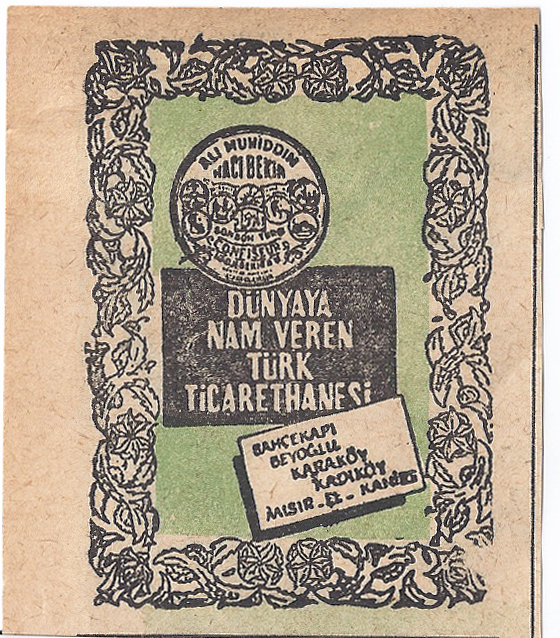 ALİ MUHİDDİN
HACI BEKİR
DÜNYAYA
NAM VEREN
TÜRK
TİCARETHANESİ
BAHÇEKAPI
BEYOĞLU
KARAKÖY
KADIKÖY
MISIR - EL - KAHİRE